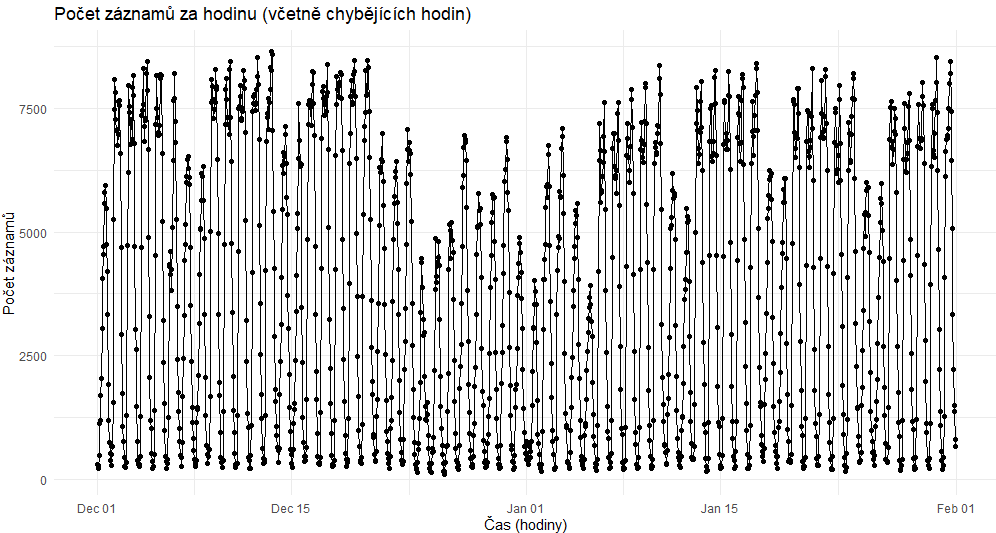 Počet záznamů za hodinu (včetně chybějících hodin)
Počet záznamů
7500
5000
2500
0
Dec 01
Dec 15
Jan 01
Jan 15
Feb 01
Čas (hodiny)